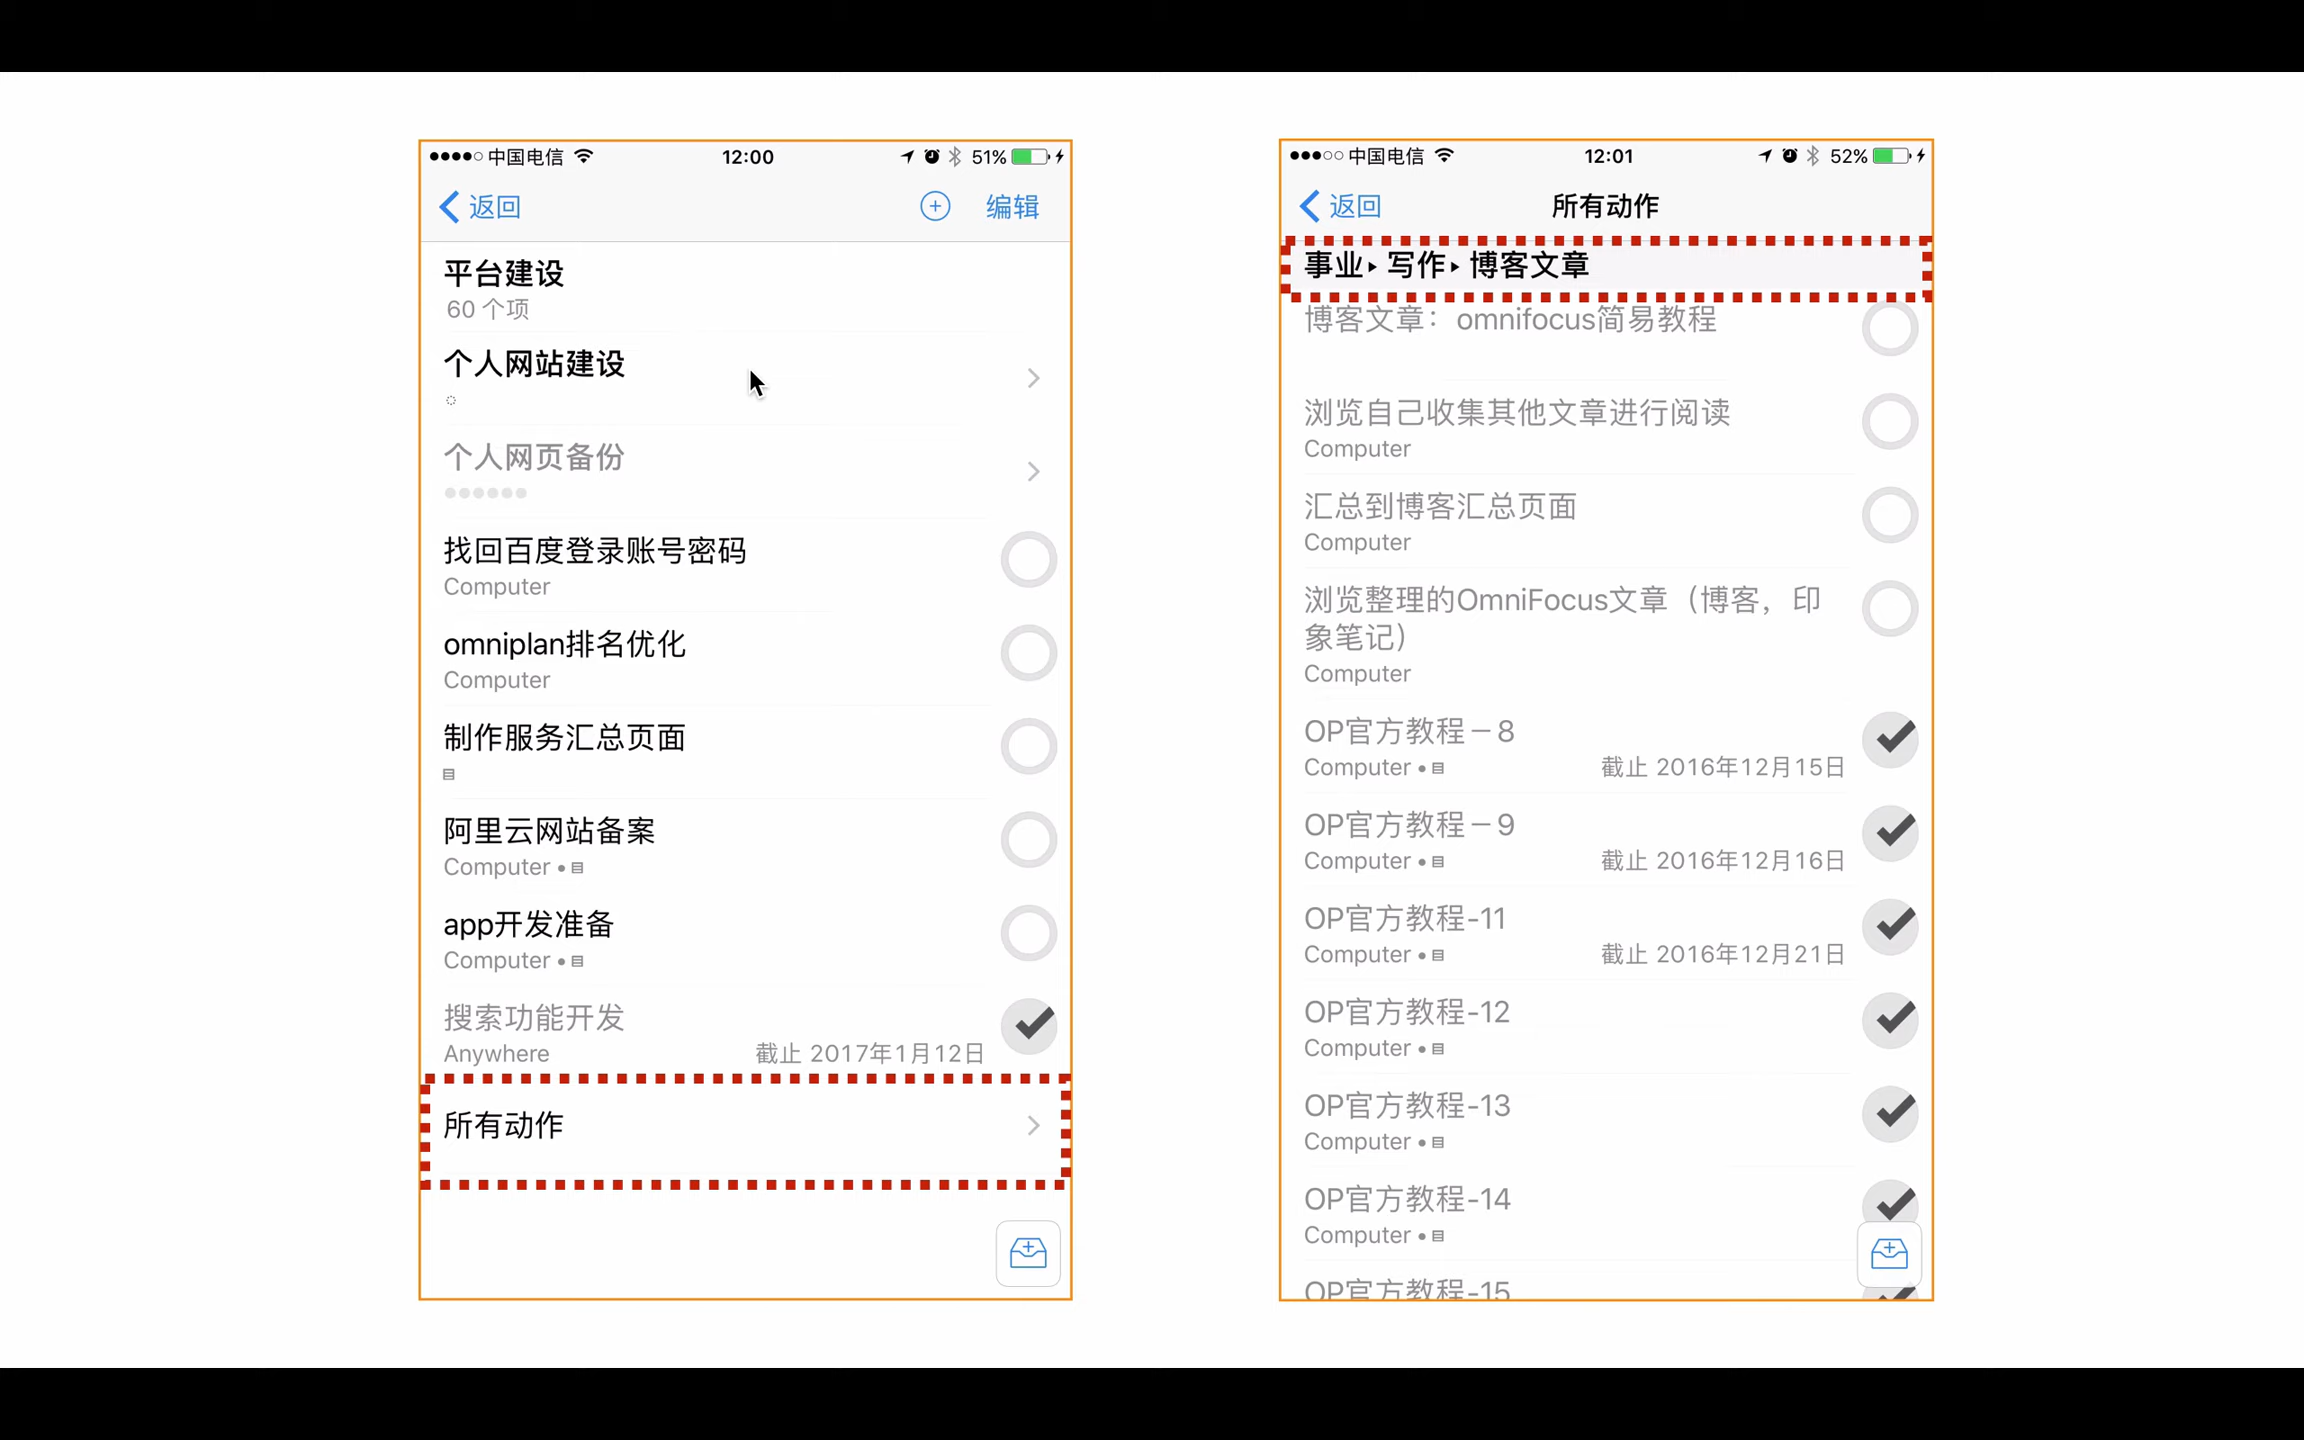 中国电信 12:00 51%
返回 编辑
平台建设
60 个项
个人网站建设
个人网页备份
找回百度登录账号密码
Computer
omniplan排名优化
Computer
制作服务汇总页面
阿里云网站备案
Computer •
app开发准备
Computer •
搜索功能开发
Anywhere 截止 2017年1月12日
所有动作
中国电信 12:01 52%
返回 所有动作
事业▸ 写作▸ 博客文章
博客文章：omnifocus简易教程
浏览自己收集其他文章进行阅读
Computer
汇总到博客汇总页面
Computer
浏览整理的OmniFocus文章（博客，印
象笔记）
Computer
OP官方教程－8
Computer • 截止 2016年12月15日
OP官方教程－9
Computer • 截止 2016年12月16日
OP官方教程-11
Computer • 截止 2016年12月21日
OP官方教程-12
Computer •
OP官方教程-13
Computer •
OP官方教程-14
Computer •
OP官方教程-15